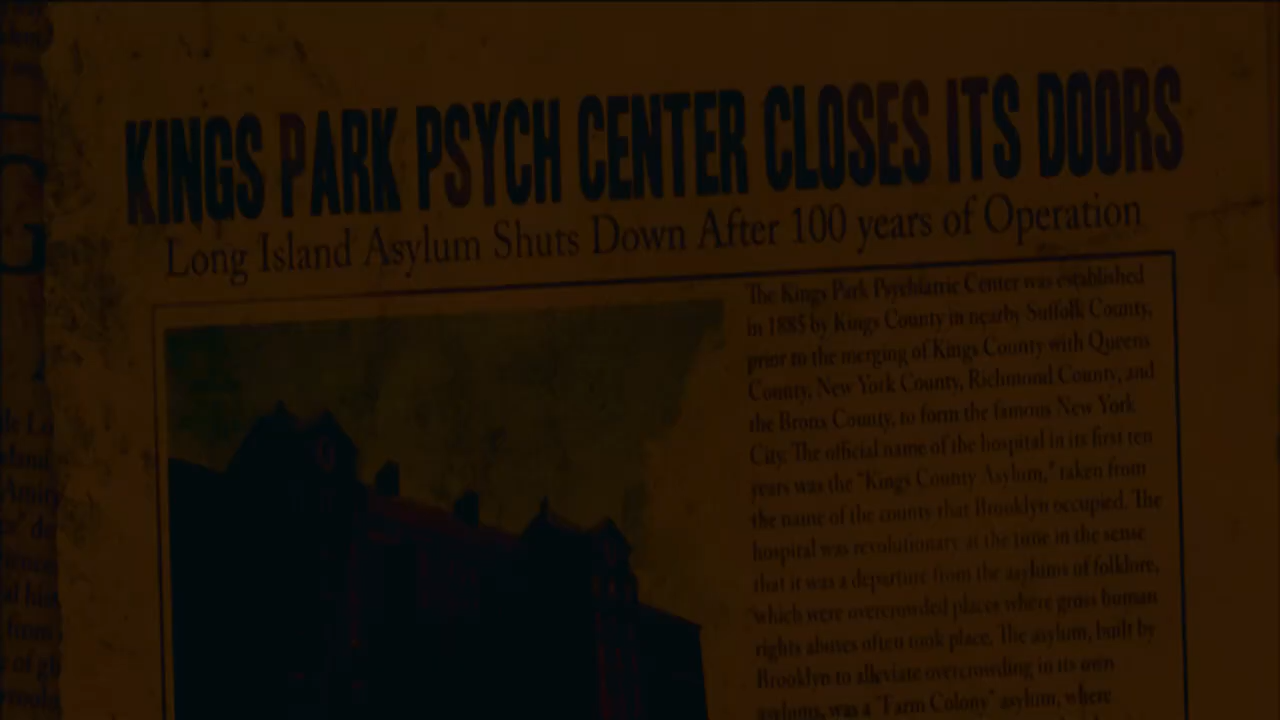 KINGS PARK PSYCH CENTER CLOSES ITS DOORS
Long Island Asylum Shuts Down After 100 years of Operation
The Kings Park Psychiatric Center was established
in 1885 by Kings County in nearby Suffolk County,
prior to the merging of Kings County with Queens
County, New York County, Richmond County, and
the Bronx County, to form the famous New York
City. The official name of the hospital in its first ten
years was the "Kings County Asylum," taken from
the name of the county that Brooklyn occupied. The
hospital was revolutionary at the time in the sense
that it was a departure from the asylums of folklore,
which were overcrowded places where gross human
rights abuses often took place. The asylum, built by
Brooklyn to alleviate overcrowding in its own
asylums, was a "Farm Colony" asylum, where